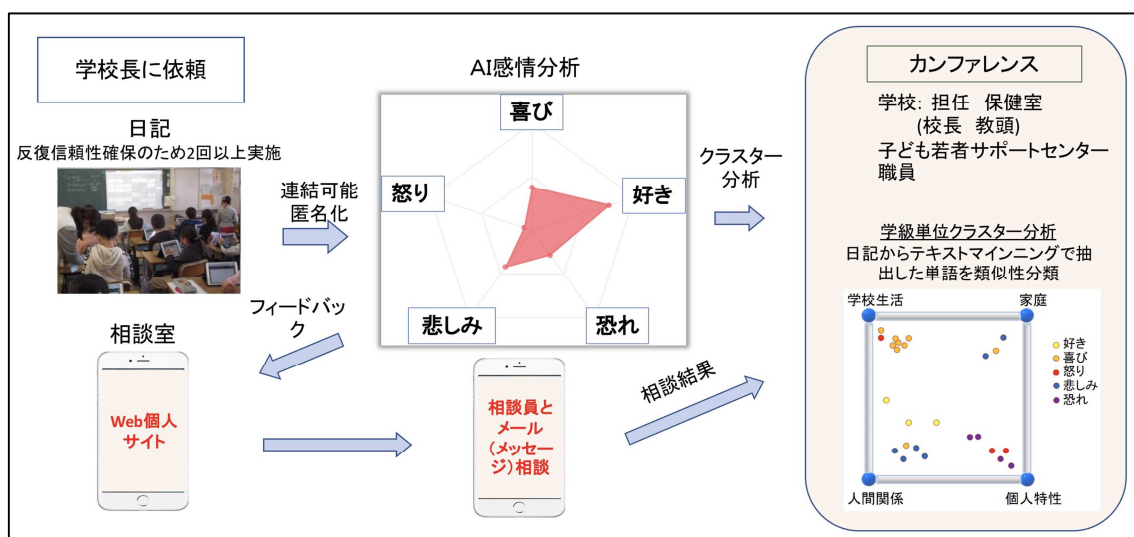 学校長に依頼
日記
反復信頼性確保のため2回以上実施
連結可能
匿名化
AI感情分析
喜び
怒り
好き
悲しみ
恐れ
クラスター
分析
フィードバッ
ク
相談室
Web個人
サイト
相談員と
メール
(メッセー
ジ)相談
相談結果
カンファレンス
学校: 担任 保健室
(校長 教頭)
子ども若者サポートセンター
職員
学級単位クラスター分析
日記からテキストマインニングで抽
出した単語を類似性分類
学校生活
家庭
好き
喜び
怒り
悲しみ
恐れ
人間関係
個人特性